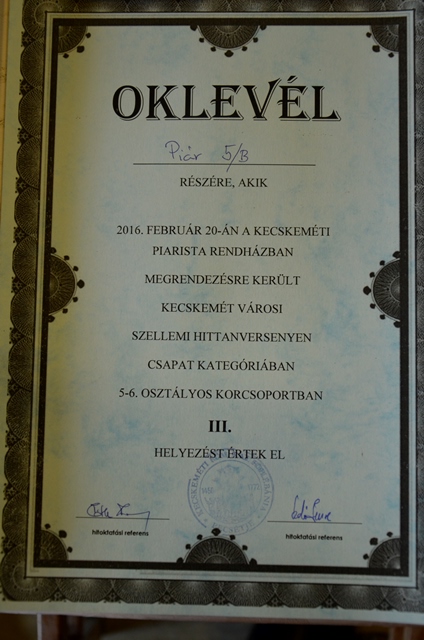 OKLEVÉL
Piár 5/B
RÉSZÉRE, AKIK
2016. FEBRUÁR 20-ÁN A KECSKEMÉTI
PIARISTA RENDHÁZBAN
MEGRENDEZÉSRE KERÜLT
KECSKEMÉT VÁROSI
SZELLEMI HITTANVERSENYEN
CSAPAT KATEGÓRIÁBAN
5-6. OSZTÁLYOS KORCSOPORTBAN
III.
HELYEZÉST ÉRTEK EL
hitoktatási referens
hitoktatási referens